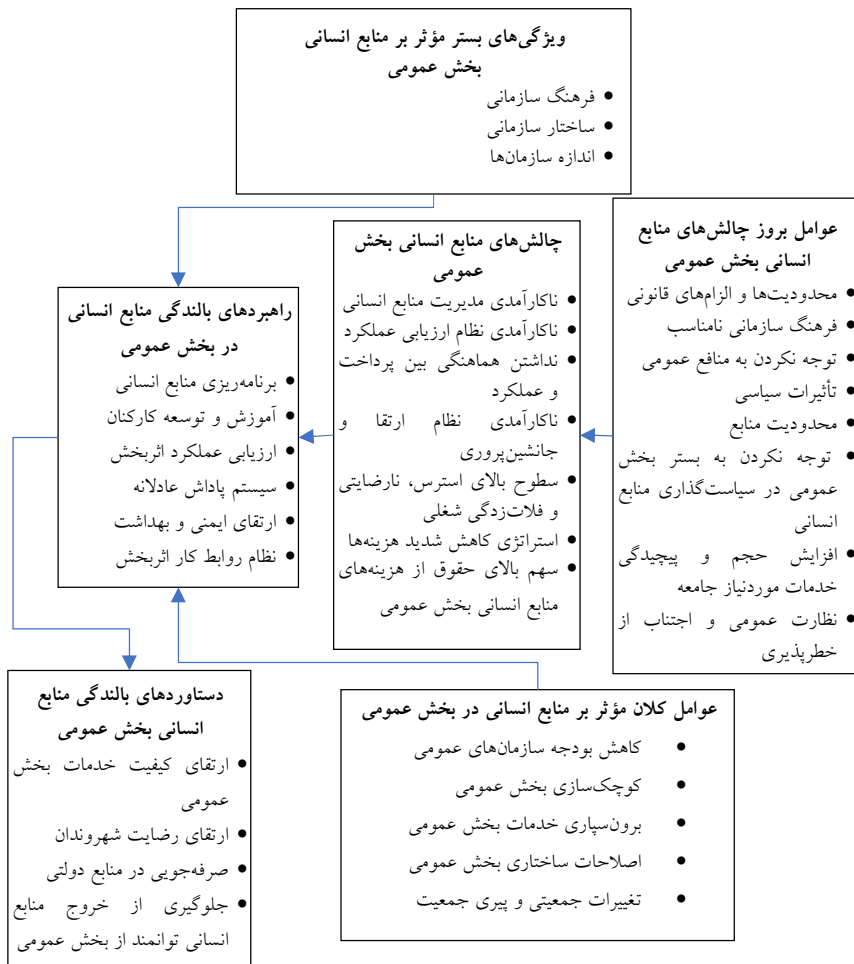 ویژگی‌های بستر مؤثر بر منابع انسانی
بخش عمومی
● فرهنگ سازمانی
● ساختار سازمانی
● اندازه سازمان‌ها
عوامل بروز چالش‌های منابع
انسانی بخش عمومی
● محدودیت‌ها و الزام‌های قانونی
● فرهنگ سازمانی نامناسب
● توجه نکردن به منافع عمومی
● تأثیرات سیاسی
● محدودیت منابع
● توجه نکردن به بستر بخش
عمومی در سیاست‌گذاری منابع
انسانی
● افزایش حجم و پیچیدگی
خدمات موردنیاز جامعه
● نظارت عمومی و اجتناب از
خطرپذیری
چالش‌های منابع انسانی بخش
عمومی
● ناکارآمدی مدیریت منابع انسانی
● ناکارآمدی نظام ارزیابی عملکرد
● نداشتن هماهنگی بین پرداخت
و عملکرد
● ناکارآمدی نظام ارتقا و
جانشین‌پروری
● سطوح بالای استرس، نارضایتی
و فلات‌زدگی شغلی
● استراتژی کاهش شدید هزینه‌ها
● سهم بالای حقوق از هزینه‌های
منابع انسانی بخش عمومی
راهبردهای بالندگی منابع انسانی
در بخش عمومی
● برنامه‌ریزی منابع انسانی
● آموزش و توسعه کارکنان
● ارزیابی عملکرد اثربخش
● سیستم پاداش عادلانه
● ارتقای ایمنی و بهداشت
● نظام روابط کار اثربخش
عوامل کلان مؤثر بر منابع انسانی در بخش عمومی
● کاهش بودجه سازمان‌های عمومی
● کوچک‌سازی بخش عمومی
● برون‌سپاری خدمات بخش عمومی
● اصلاحات ساختاری بخش عمومی
● تغییرات جمعیتی و پیری جمعیت
دستاوردهای بالندگی منابع
انسانی بخش عمومی
● ارتقای کیفیت خدمات بخش
عمومی
● ارتقای رضایت شهروندان
● صرفه‌جویی در منابع دولتی
● جلوگیری از خروج منابع
انسانی توانمند از بخش عمومی